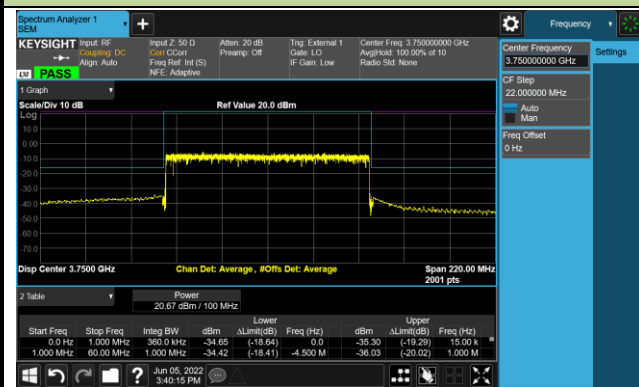 Spectrum Analyzer 1
SEM
Frequency
KEYSIGHT
Input: RF
Coupling: DC
Align: Auto
Input Z: 50 Ω
Corr CCorr
Freq Ref: Int (S)
NFE: Adaptive
Atten: 20 dB
Preamp: Off
Trig: External 1
Gate: LO
IF Gain: Low
Center Freq: 3.750000000 GHz
Avg|Hold: 100.00% of 10
Radio Std: None
LXI PASS
Center Frequency
3.750000000 GHz
Settings
CF Step
22.000000 MHz
Auto
Man
Freq Offset
0 Hz
1 Graph
Scale/Div 10 dB
Ref Value 20.0 dBm
Log
10.0
0.00
-10.0
-20.0
-30.0
-40.0
-50.0
-60.0
-70.0
Disp Center 3.7500 GHz
Chan Det: Average , #Offs Det: Average
Span 220.00 MHz
2001 pts
2 Table
Power
20.67 dBm / 100 MHz
Lower Upper
Start Freq Stop Freq Integ BW dBm ΔLimit(dB) Freq (Hz) dBm ΔLimit(dB) Freq (Hz)
0.0 Hz 1.000 MHz 360.0 kHz -34.65 (-18.64) 0.0 -35.30 (-19.29) 15.00 k
1.000 MHz 60.00 MHz 1.000 MHz -34.42 (-18.41) -4.500 M -36.03 (-20.02) 1.000 M
?
Jun 05, 2022
3:40:15 PM